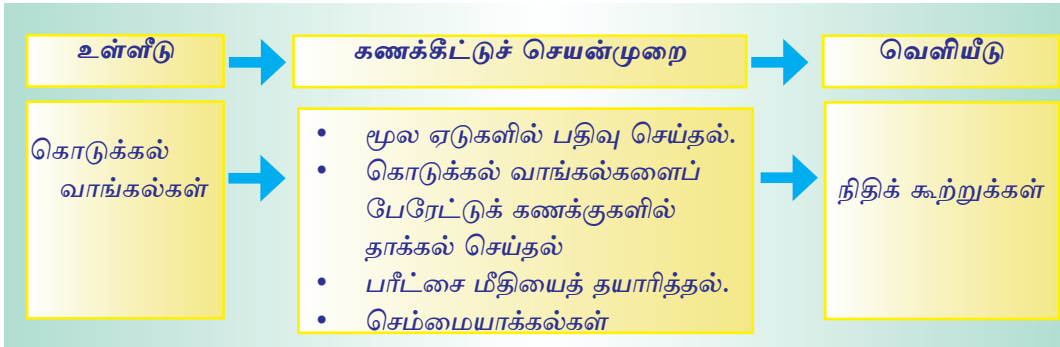 உள்ளீடு
கணக்கீட்டுச் செயன்முறை
வெளியீடு
கொடுக்கல்
வாங்கல்கள்
• மூல ஏடுகளில் பதிவு செய்தல்.
• கொடுக்கல் வாங்கல்களைப்
பேரேட்டுக் கணக்குகளில்
தாக்கல் செய்தல்
• பரீட்சை மீதியைத் தயாரித்தல்.
• செம்மையாக்கல்கள்
நிதிக் கூற்றுக்கள்